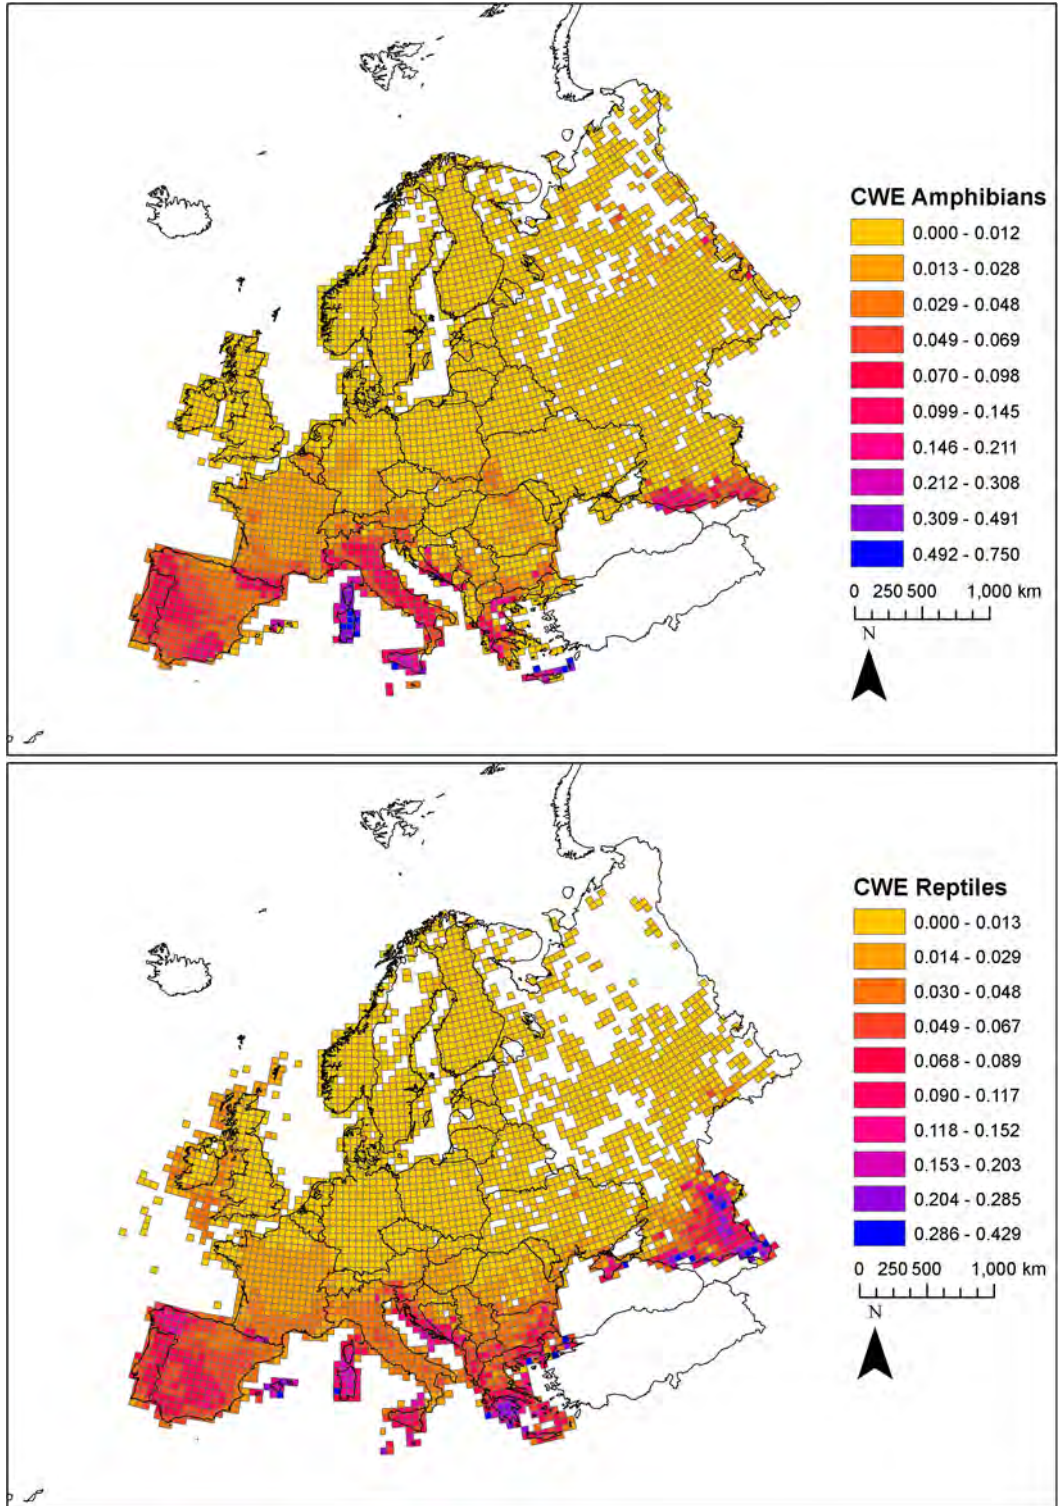 CWE Amphibians
0.000 - 0.012
0.013 - 0.028
0.029 - 0.048
0.049 - 0.069
0.070 - 0.098
0.099 - 0.145
0.146 - 0.211
0.212 - 0.308
0.309 - 0.491
0.492 - 0.750
0 250 500 1,000 km
N
CWE Reptiles
0.000 - 0.013
0.014 - 0.029
0.030 - 0.048
0.049 - 0.067
0.068 - 0.089
0.090 - 0.117
0.118 - 0.152
0.153 - 0.203
0.204 - 0.285
0.286 - 0.429
0 250 500 1,000 km
N